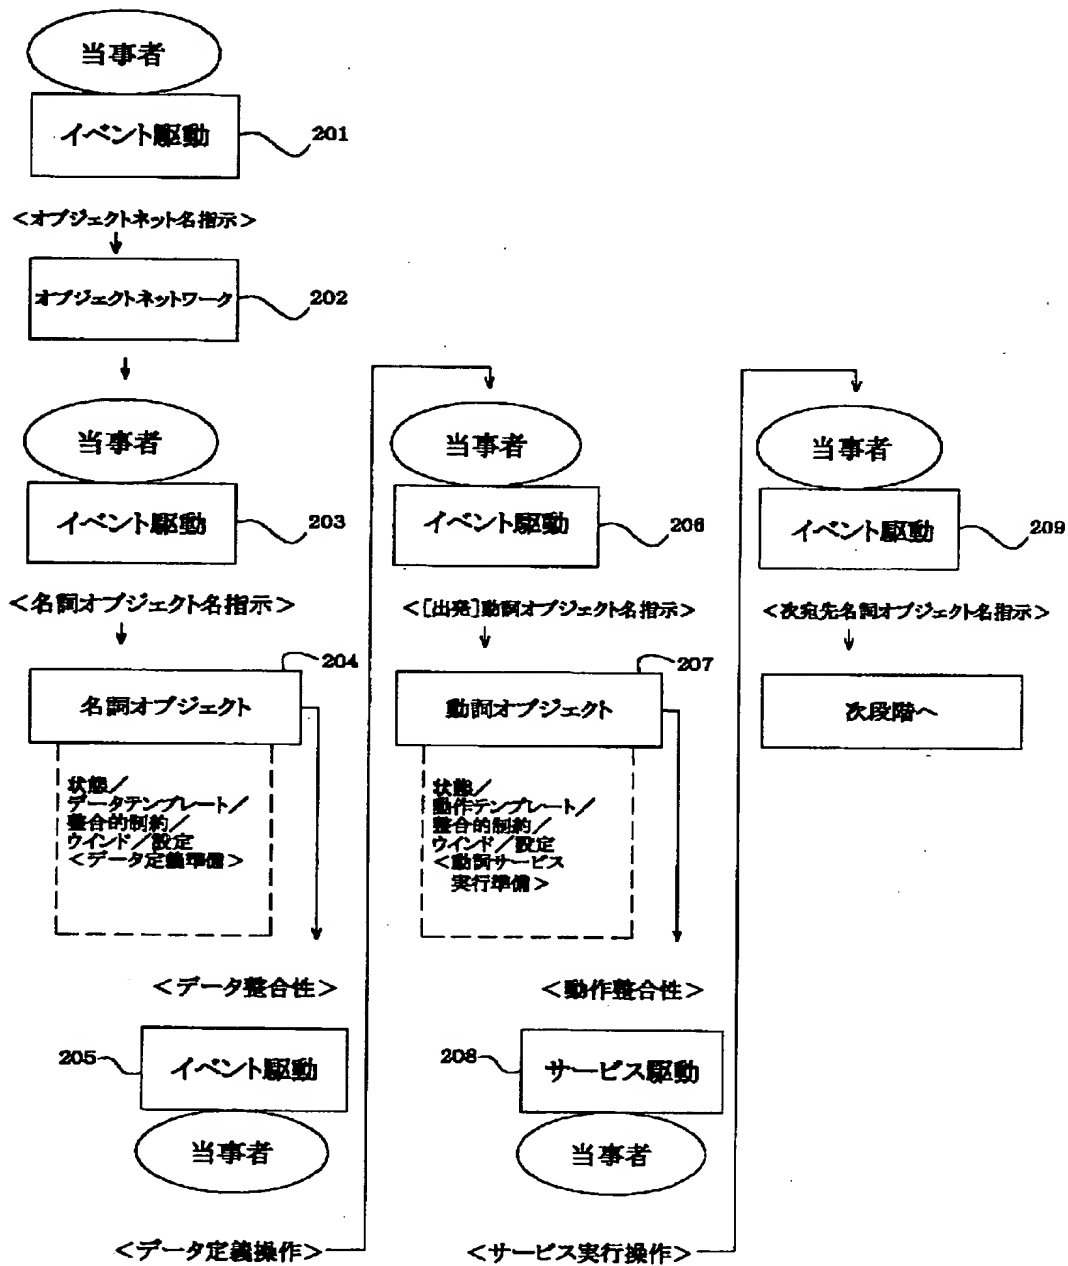 当事者
イベント駆動
201
<オブジェクトネット名指示>
オブジェクトネットワーク
202
当事者
イベント駆動
203
<名詞オブジェクト名指示>
204
名詞オブジェクト
状態/
データテンプレート/
整合的制約/
ウインド/設定
<データ定義準備>
<データ整合性>
205
イベント駆動
当事者
<データ定義操作>
当事者
イベント駆動
206
<[出発]動詞オブジェクト名指示>
207
動詞オブジェクト
状態/
動作テンプレート/
整合的制約/
ウインド/設定
<動詞サービス
実行準備>
<動作整合性>
208
サービス駆動
当事者
<サービス実行操作>
当事者
イベント駆動
209
<次宛先名詞オブジェクト名指示>
次段階へ